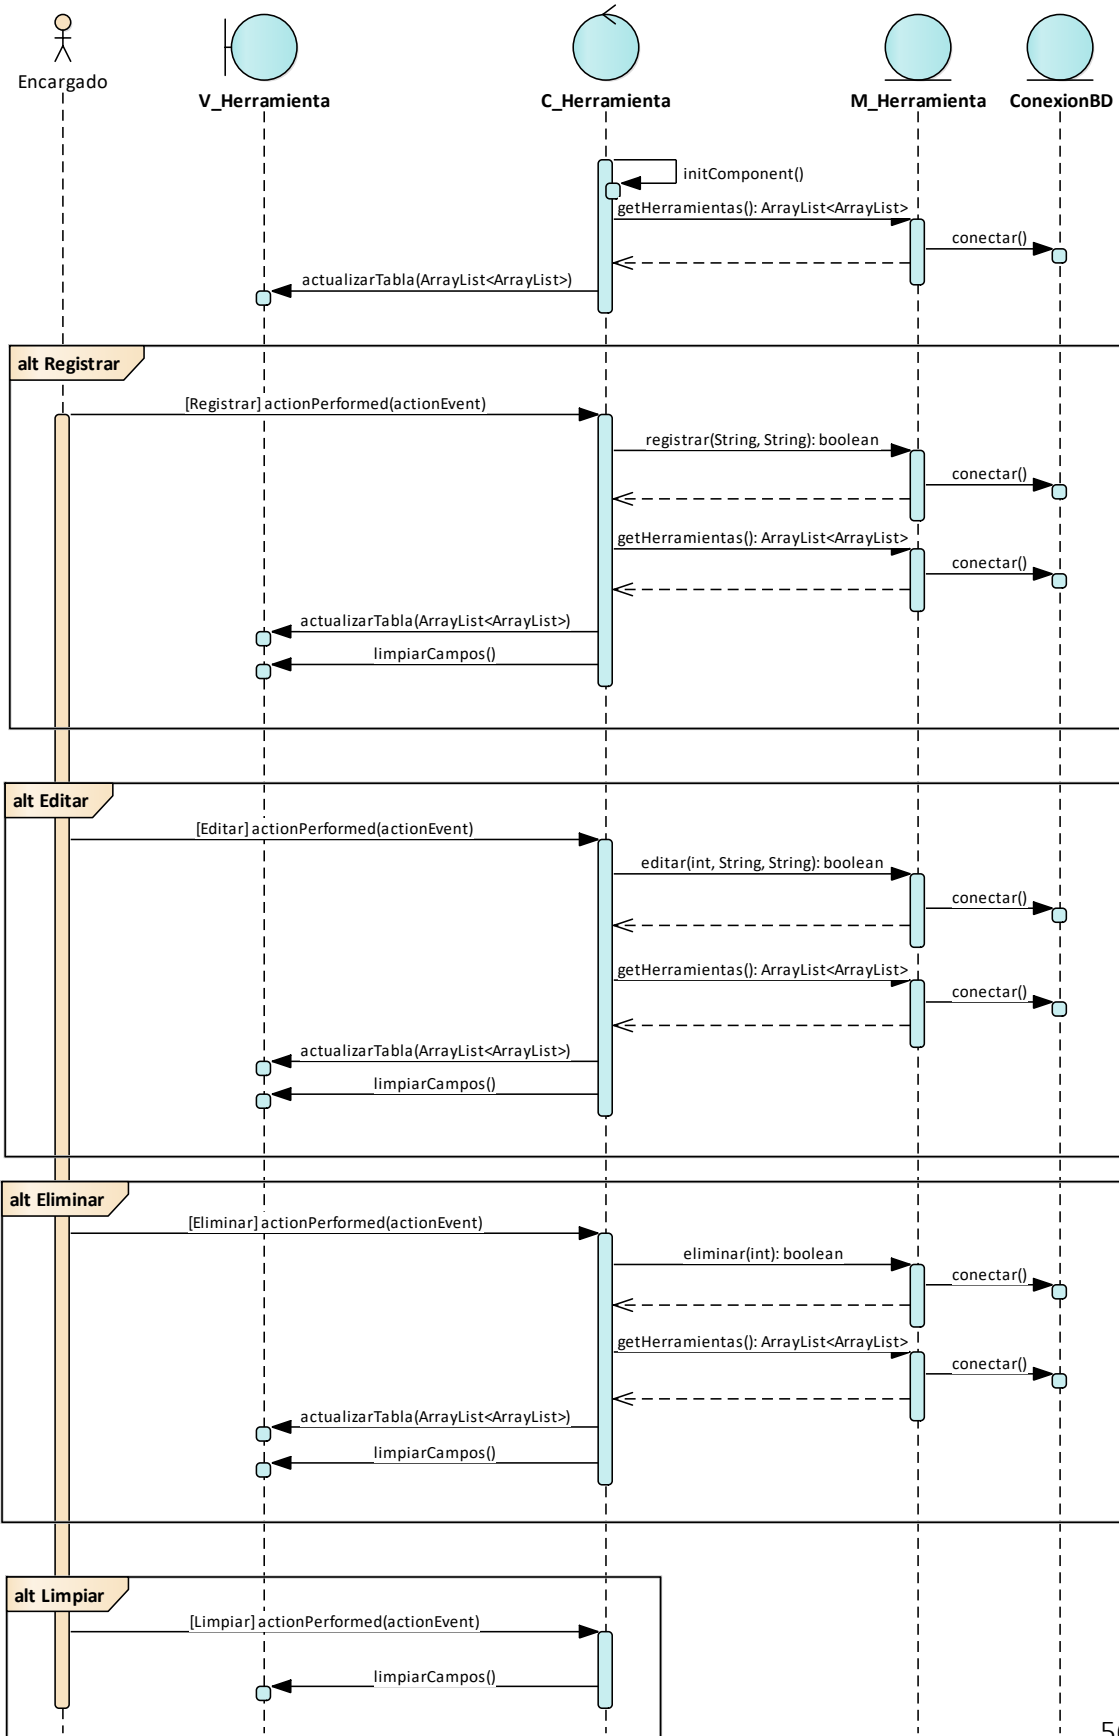 Encargado
V_Herramienta
C_Herramienta
M_Herramienta
ConexionBD
initComponent()
getHerramientas(): ArrayList<ArrayList>
conectar()
actualizarTabla(ArrayList<ArrayList>)
alt Registrar
[Registrar] actionPerformed(actionEvent)
registrar(String, String): boolean
conectar()
getHerramientas(): ArrayList<ArrayList>
conectar()
actualizarTabla(ArrayList<ArrayList>)
limpiarCampos()
alt Editar
[Editar] actionPerformed(actionEvent)
editar(int, String, String): boolean
conectar()
getHerramientas(): ArrayList<ArrayList>
conectar()
actualizarTabla(ArrayList<ArrayList>)
limpiarCampos()
alt Eliminar
[Eliminar] actionPerformed(actionEvent)
eliminar(int): boolean
conectar()
getHerramientas(): ArrayList<ArrayList>
conectar()
actualizarTabla(ArrayList<ArrayList>)
limpiarCampos()
alt Limpiar
[Limpiar] actionPerformed(actionEvent)
limpiarCampos()